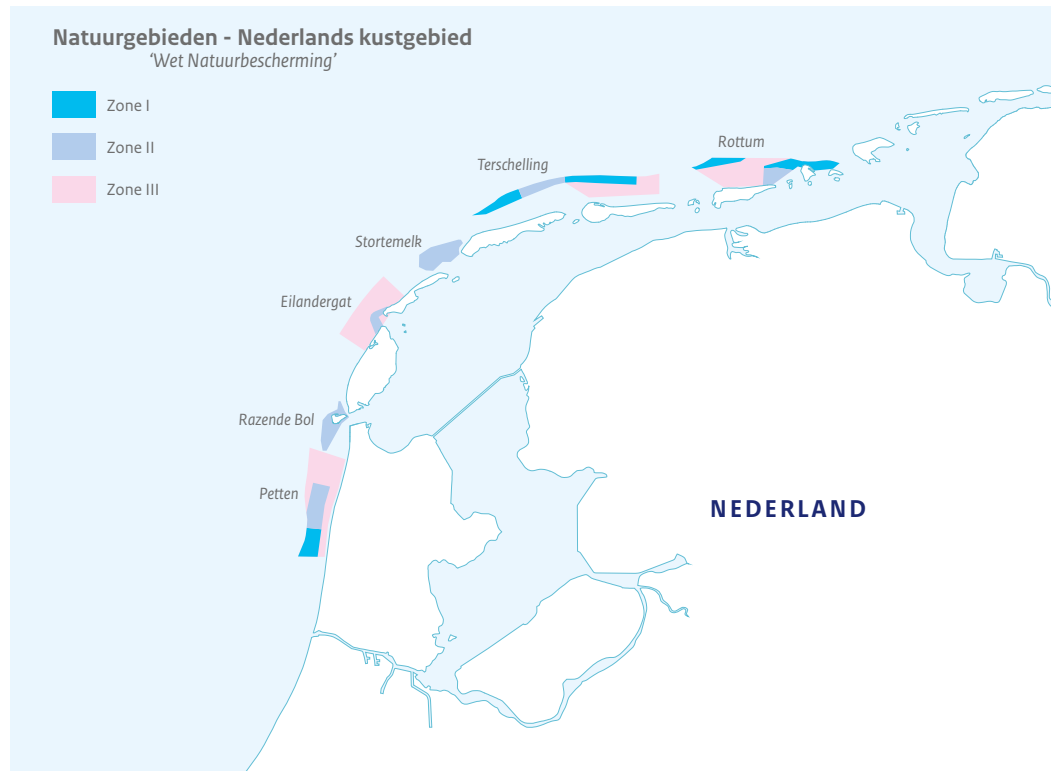 Natuurgebieden - Nederlands kustgebied
‘Wet Natuurbescherming’
Zone I
Zone II
Zone III
Rottum
Terschelling
Stortemelk
Eilandergat
Razende Bol
Petten
NEDERLAND